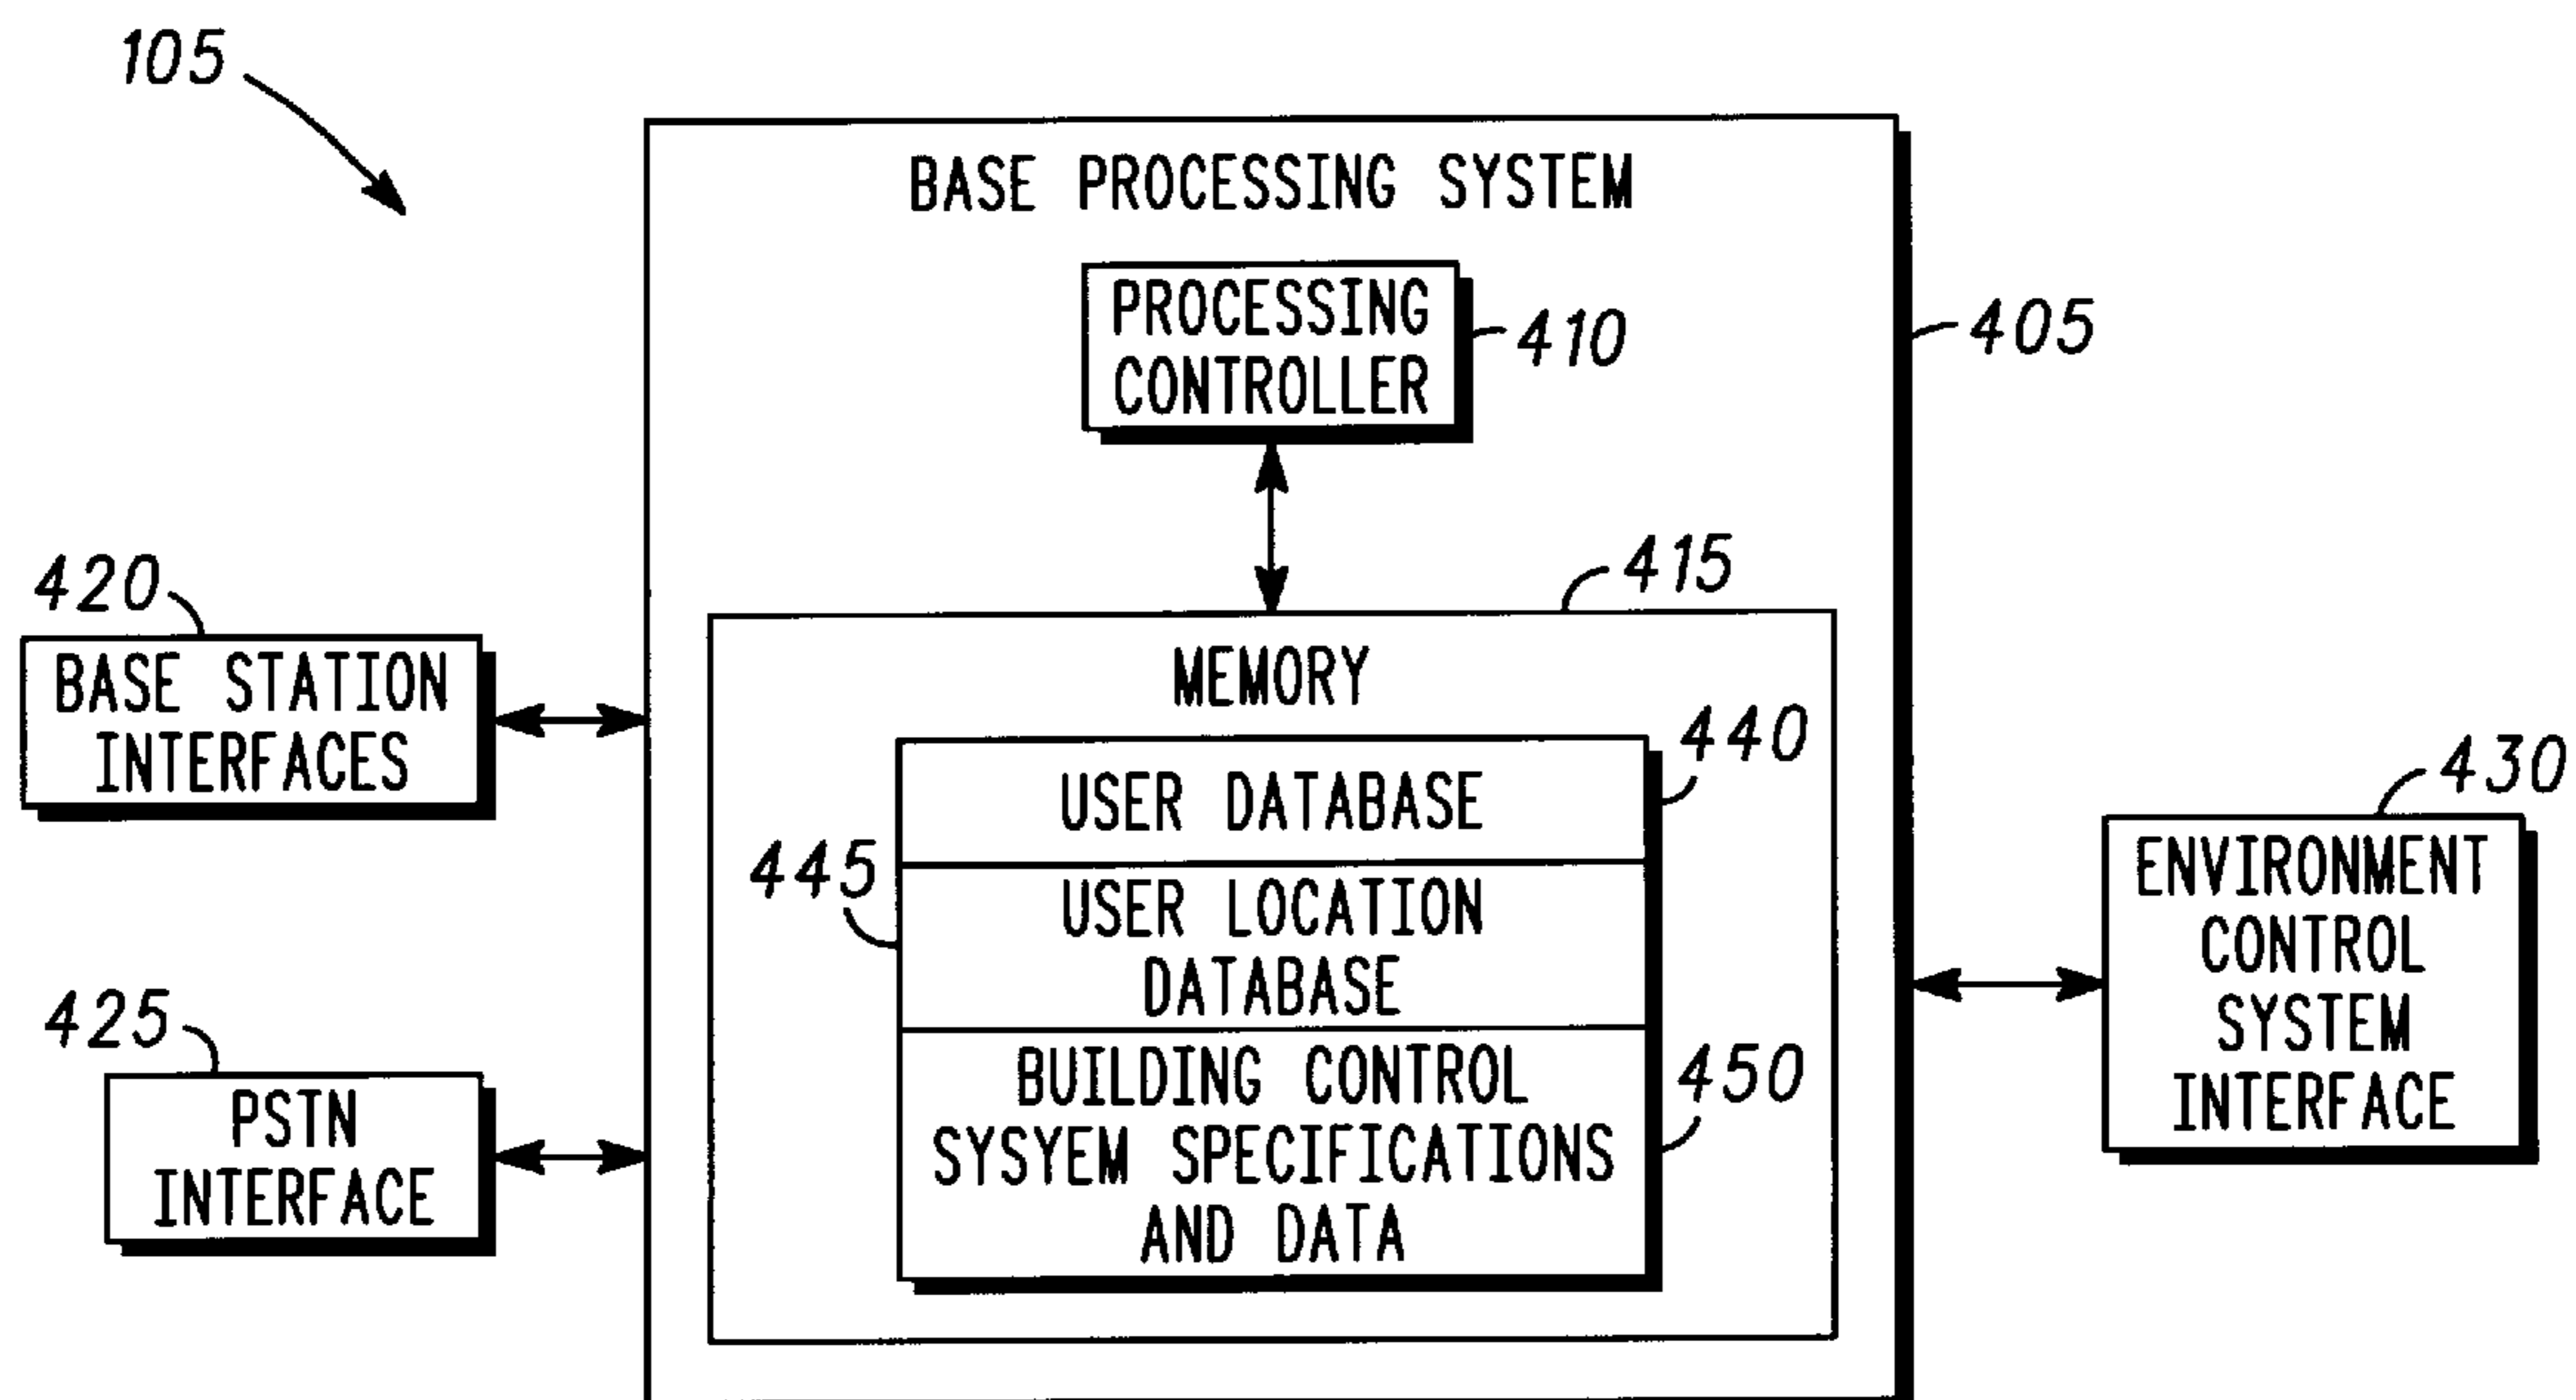 105
BASE PROCESSING SYSTEM
PROCESSING
CONTROLLER
410
405
415
420
BASE STATION
INTERFACES
MEMORY
440
USER DATABASE
445
USER LOCATION
DATABASE
430
ENVIRONMENT
CONTROL
SYSTEM
INTERFACE
425
PSTN
INTERFACE
BUILDING CONTROL
SYSYEM SPECIFICATIONS
AND DATA
450